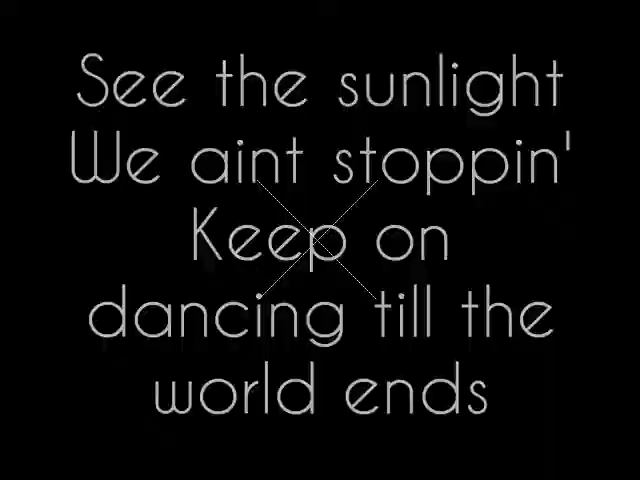 See the sunlight
We aint stoppin'
Keep on
dancing till the
world ends